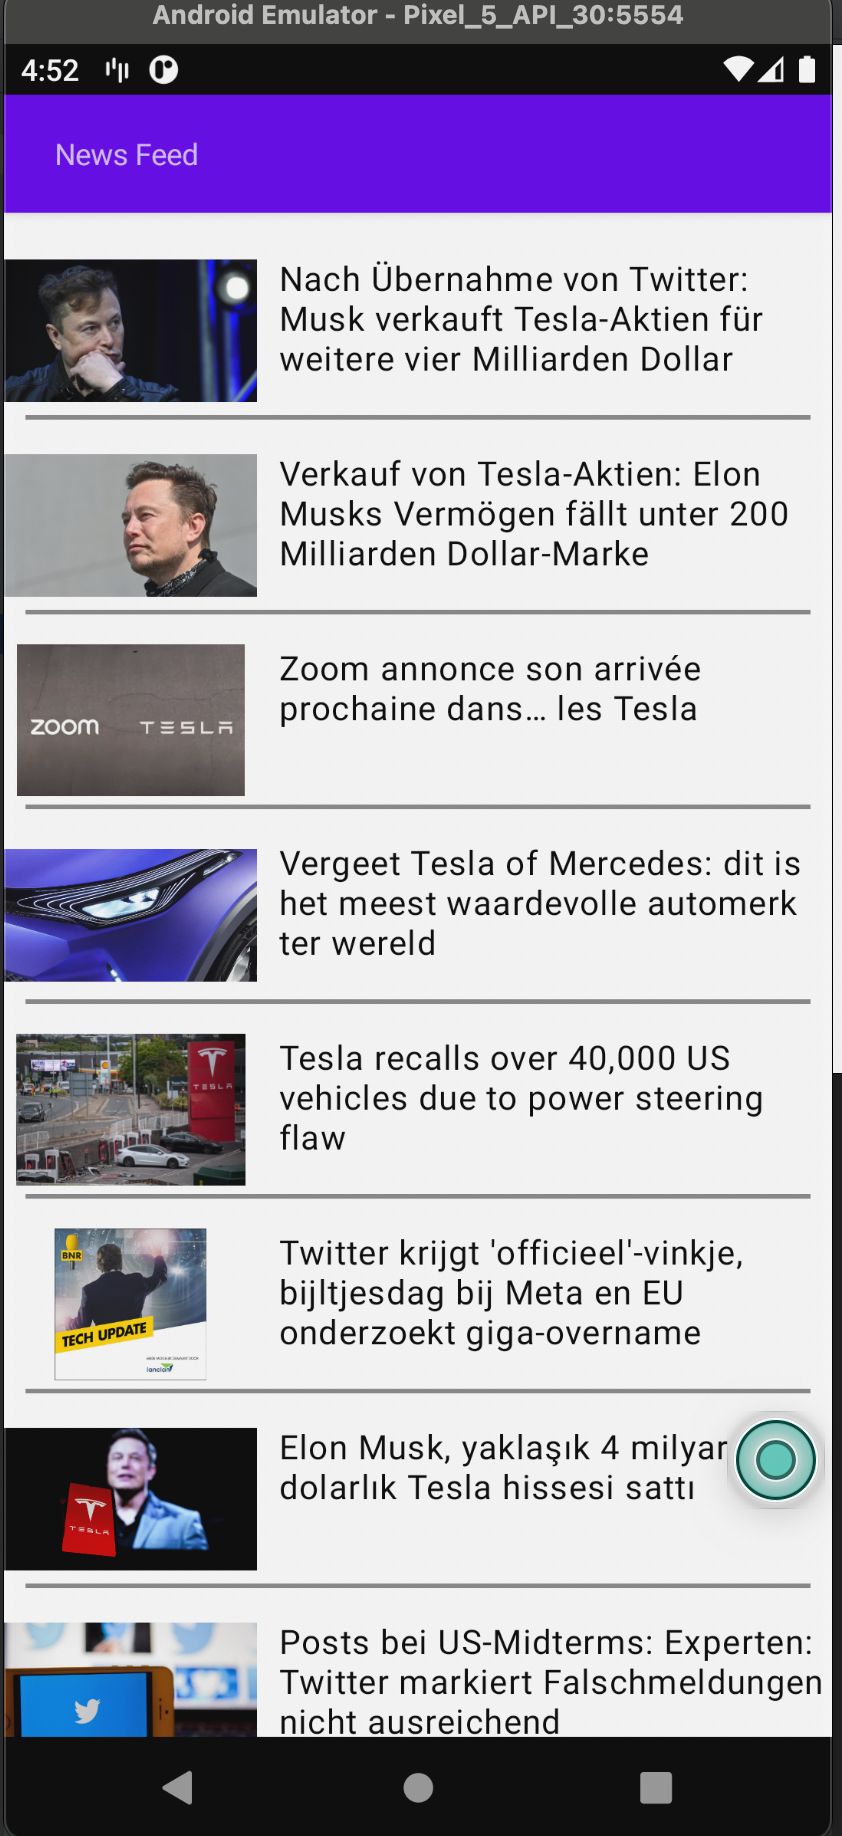 Android Emulator - Pixel_5_API_30:5554
4:52
News Feed
Nach Übernahme von Twitter:
Musk verkauft Tesla-Aktien für
weitere vier Milliarden Dollar
Verkauf von Tesla-Aktien: Elon
Musks Vermögen fällt unter 200
Milliarden Dollar-Marke
zoom TESLA
Zoom annonce son arrivée
prochaine dans... les Tesla
Vergeet Tesla of Mercedes: dit is
het meest waardevolle automerk
ter wereld
TESLA
Tesla recalls over 40,000 US
vehicles due to power steering
flaw
BNR
TECH UPDATE
Twitter krijgt 'officieel'-vinkje,
bijltjesdag bij Meta en EU
onderzoekt giga-overname
TESLA
Elon Musk, yaklaşık 4 milyar
dolarlık Tesla hissesi sattı
Posts bei US-Midterms: Experten:
Twitter markiert Falschmeldungen
nicht ausreichend